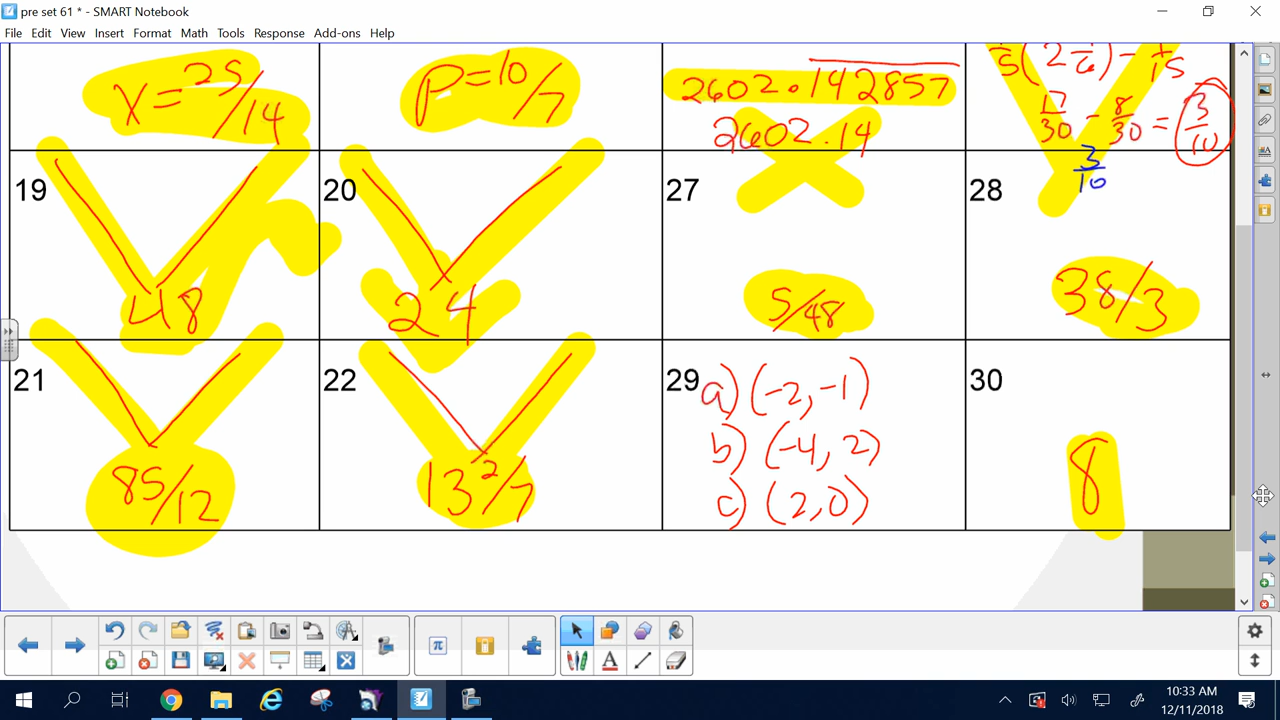 pre set 61 * - SMART Notebook
File Edit View Insert Format Math Tools Response Add-ons Help
x = 25/14
p = 10/7
2602.142857
2602.14
17/30 - 8/30 = 3/10
3/10
19
48
20
24
27
5/48
28
38/3
21
85/12
22
13 2/7
29
a) (-2, -1)
b) (-4, 2)
c) (2, 0)
30
8
π
A
10:33 AM
12/11/2018